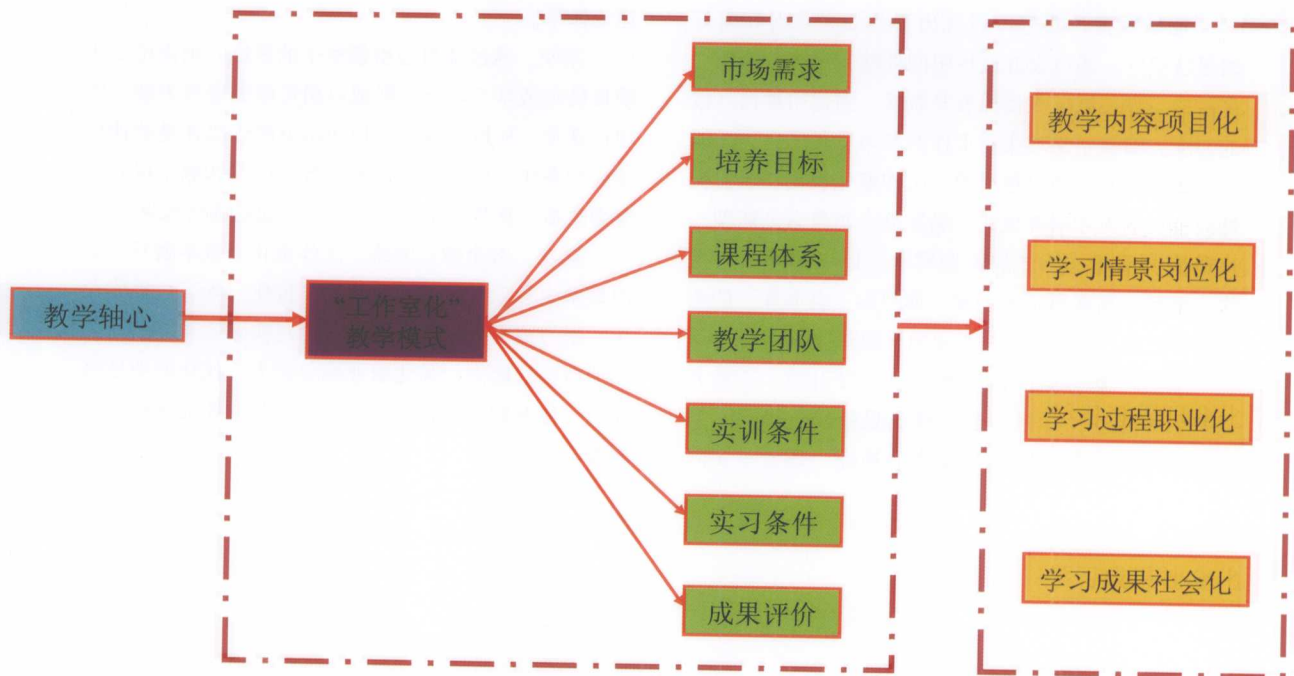 教学轴心
“工作室化”
教学模式
市场需求
培养目标
课程体系
教学团队
实训条件
实习条件
成果评价
教学内容项目化
学习情景岗位化
学习过程职业化
学习成果社会化